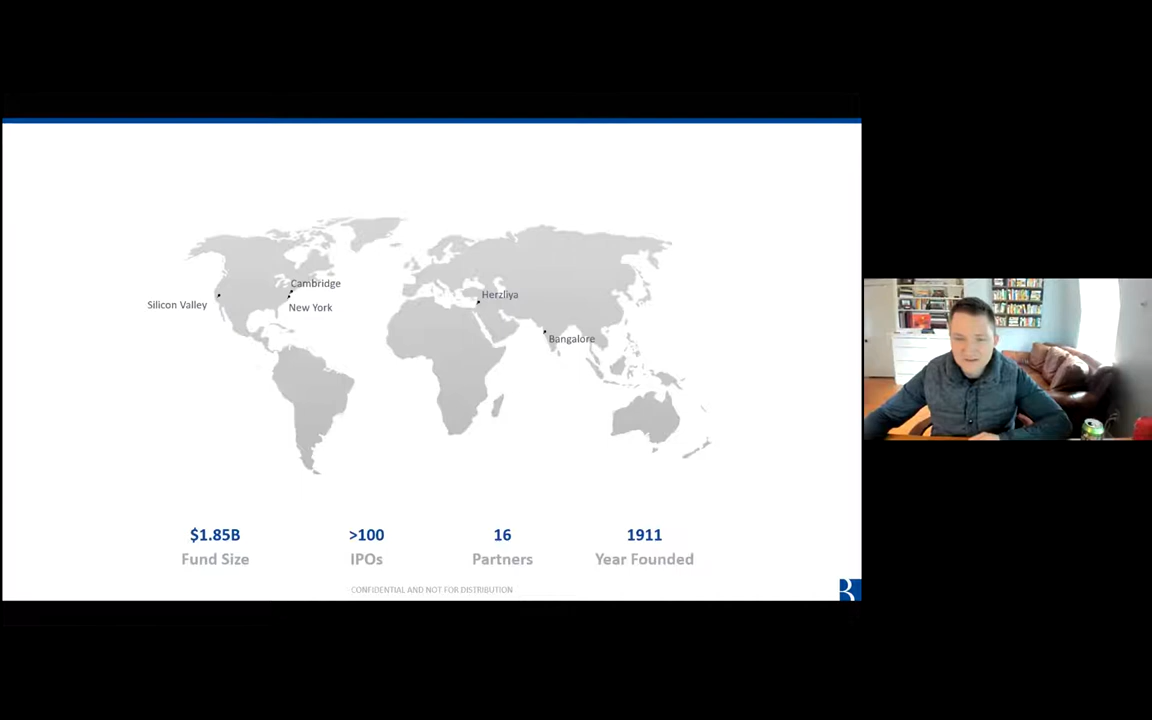 Cambridge
Silicon Valley
New York
Herzliya
Bangalore
$1.85B
Fund Size
>100
IPOs
16
Partners
1911
Year Founded
CONFIDENTIAL AND NOT FOR DISTRIBUTION
B